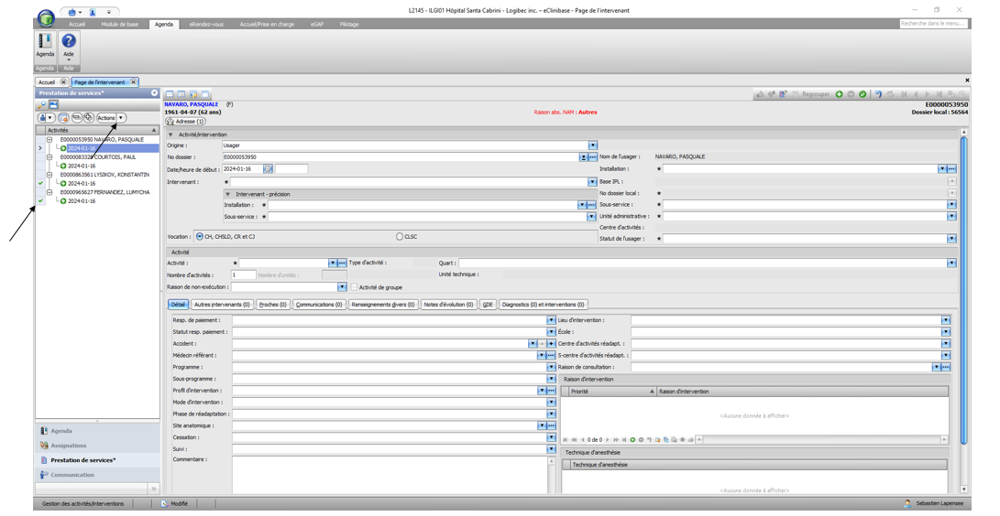 L2145 - ILGI01 Hôpital Santa Cabrini - Logibec inc. – eClinibase - Page de l'intervenant
Accueil Module de base Agenda eRendez-vous Accueil/Prise en charge eGAP Pilotage
Recherche dans le menu...
Agenda Aide
Agenda Aide
Accueil Page de l'intervenant
Prestation de services*
Regrouper
Actions
Activités
E0000053950 NAVARO, PASQUALE
2024-01-16
E0000083328 COURTOIS, PAUL
2024-01-16
E0000863561 LYSIKOV, KONSTANTIN
2024-01-16
E0000965627 FERNANDEZ, LUMYCHA
2024-01-16
Agenda
Assignations
Prestation de services*
Communication
NAVARO, PASQUALE (F)
E0000053950
1961-04-07 (62 ans)
Raison abs. NAM : Autres
Dossier local : 56564
Adresse (1)
Activité/intervention
Origine : Usager
No dossier : E0000053950
Nom de l'usager : NAVARO, PASQUALE
Date/heure de début : 2024-01-16
Installation : *
Intervenant : *
Base IPL :
Intervenant - précision
No dossier local : *
Installation : *
Sous-service : *
Sous-service : *
Unité administrative : *
Centre d'activités :
Vocation : CH, CHSLD, CR et CJ CLSC
Statut de l'usager : *
Activité
Activité : *
Type d'activité :
Quart :
Nombre d'activités : 1
Nombre d'unités :
Unité technique :
Raison de non-exécution :
Activité de groupe
Détail Autres intervenants (0) Proches (0) Communications (0) Renseignements divers (0) Notes d'évolution (0) GDE Diagnostics (0) et interventions (0)
Resp. de paiement :
Lieu d'intervention :
Statut resp. paiement :
École :
Accident :
Centre d'activités réadapt. :
Médecin référant :
S-centre d'activités réadapt. :
Programme :
Raison de consultation :
Sous-programme :
Raison d'intervention
Profil d'intervention :
Priorité Raison d'intervention
Mode d'intervention :
Phase de réadaptation :
<Aucune donnée à afficher>
Site anatomique :
Cessation :
0 de 0
Suivi :
Technique d'anesthésie
Commentaire :
Technique d'anesthésie
<Aucune donnée à afficher>
Gestion des activités/interventions
Modifié
Sebastien Lapensee